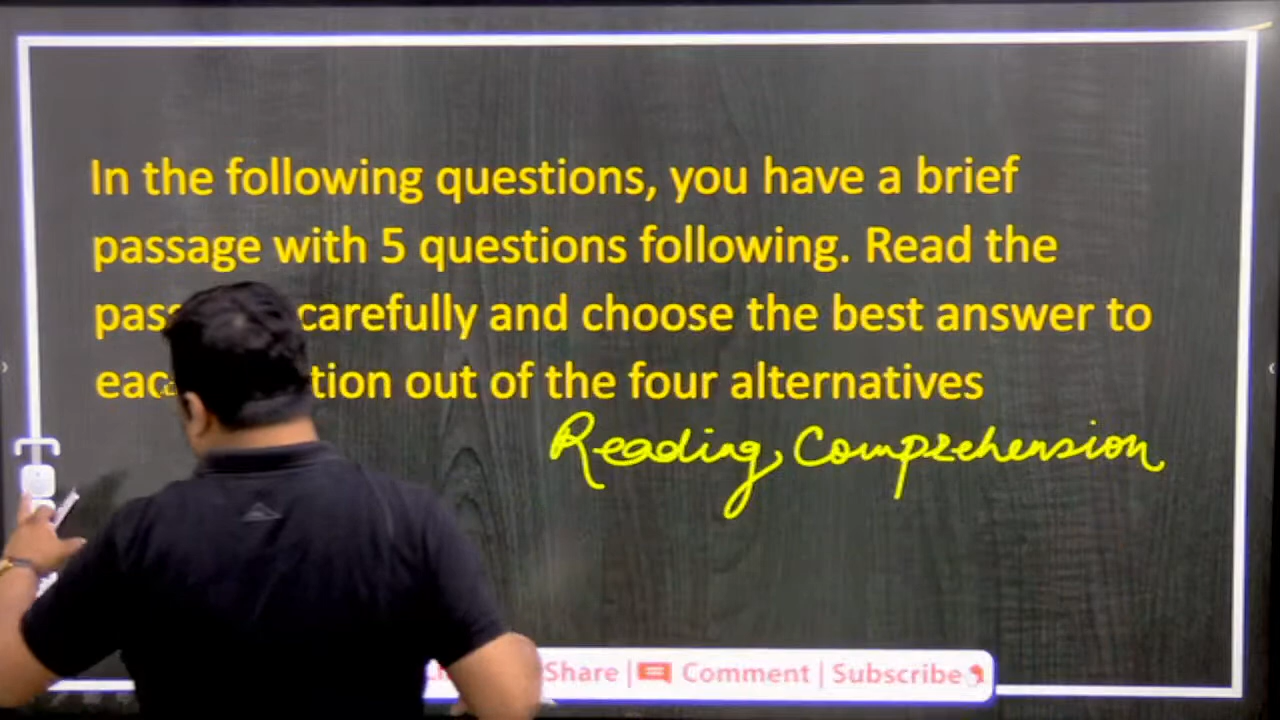 In the following questions, you have a brief
passage with 5 questions following. Read the
carefully and choose the best answer to
out of the four alternatives
Reading Comprehension
Share | Comment | Subscribe